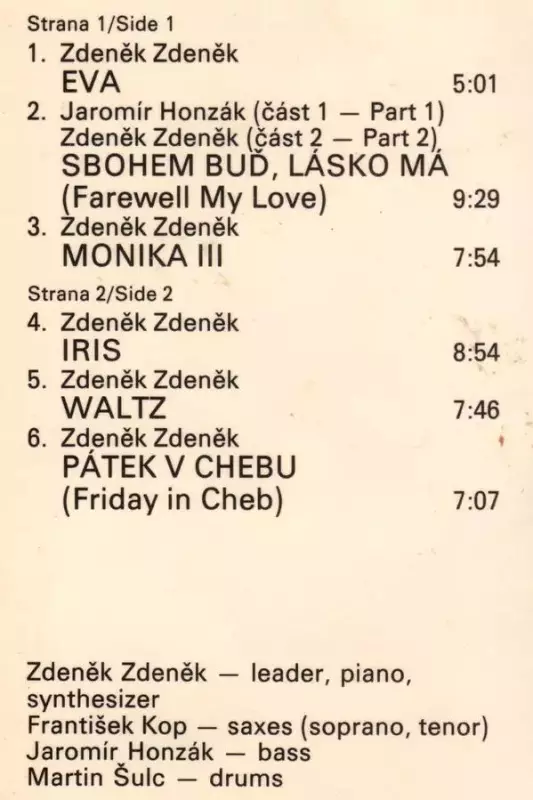 Strana 1/Side 1
1. Zdeněk Zdeněk
EVA 5:01
2. Jaromír Honzák (část 1 — Part 1)
Zdeněk Zdeněk (část 2 — Part 2)
SBOHEM BUĎ, LÁSKO MÁ
(Farewell My Love) 9:29
3. Zdeněk Zdeněk
MONIKA III 7:54
Strana 2/Side 2
4. Zdeněk Zdeněk
IRIS 8:54
5. Zdeněk Zdeněk
WALTZ 7:46
6. Zdeněk Zdeněk
PÁTEK V CHEBU
(Friday in Cheb) 7:07
Zdeněk Zdeněk — leader, piano,
synthesizer
František Kop — saxes (soprano, tenor)
Jaromír Honzák — bass
Martin Šulc — drums